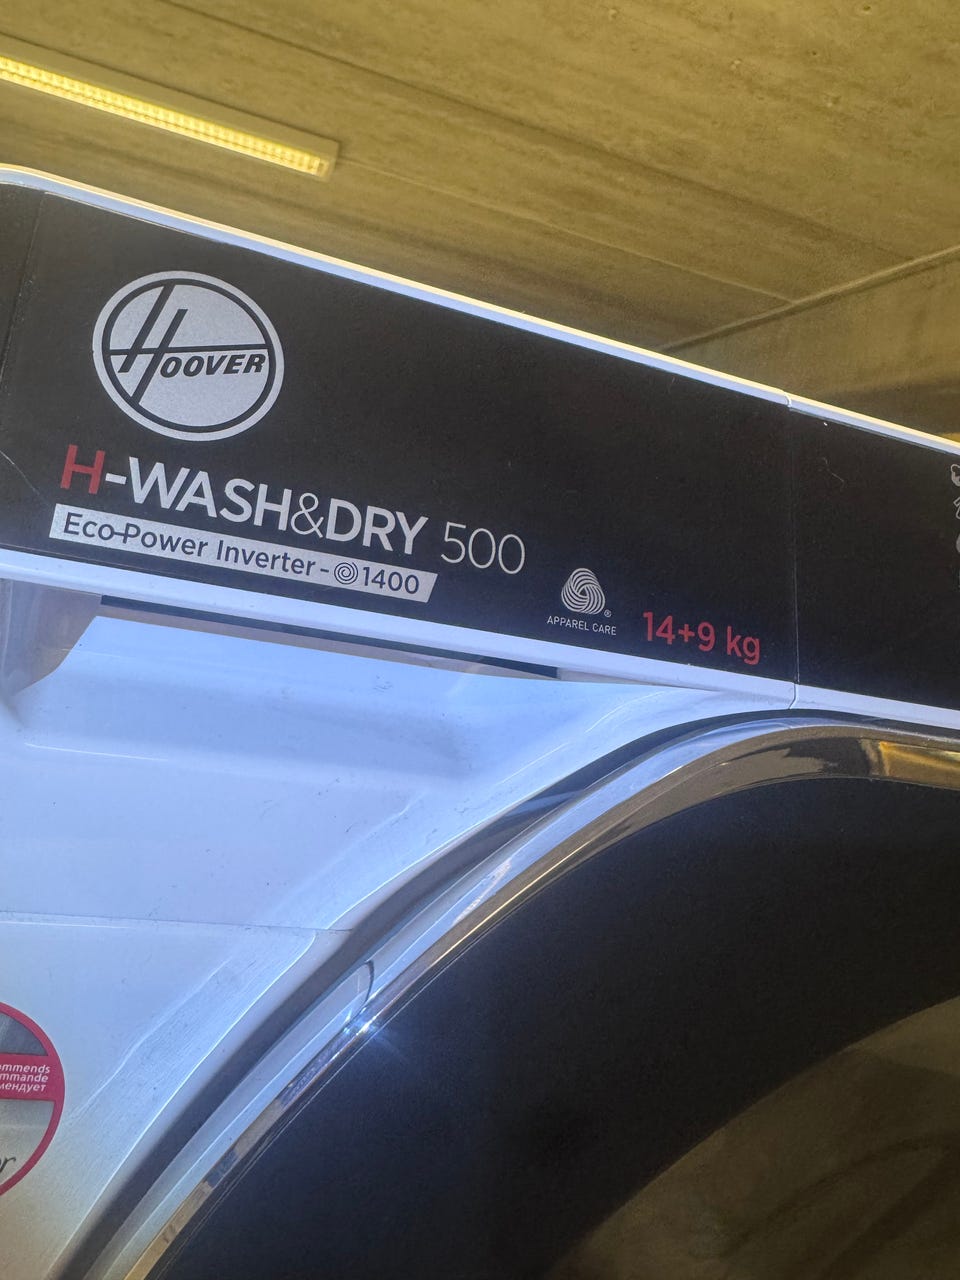 HOOVER
H-WASH&DRY 500
Eco-Power Inverter - 1400
APPAREL CARE ®
14+9 kg